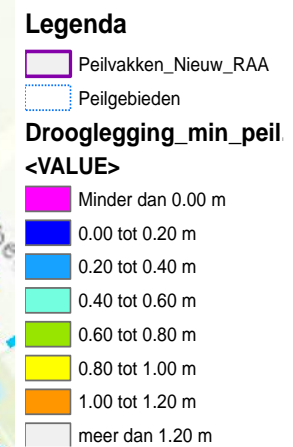 Legenda
Peilvakken_Nieuw_RAA
Peilgebieden
Drooglegging_min_peil.
<VALUE>
Minder dan 0.00 m
0.00 tot 0.20 m
0.20 tot 0.40 m
0.40 tot 0.60 m
0.60 tot 0.80 m
0.80 tot 1.00 m
1.00 tot 1.20 m
meer dan 1.20 m